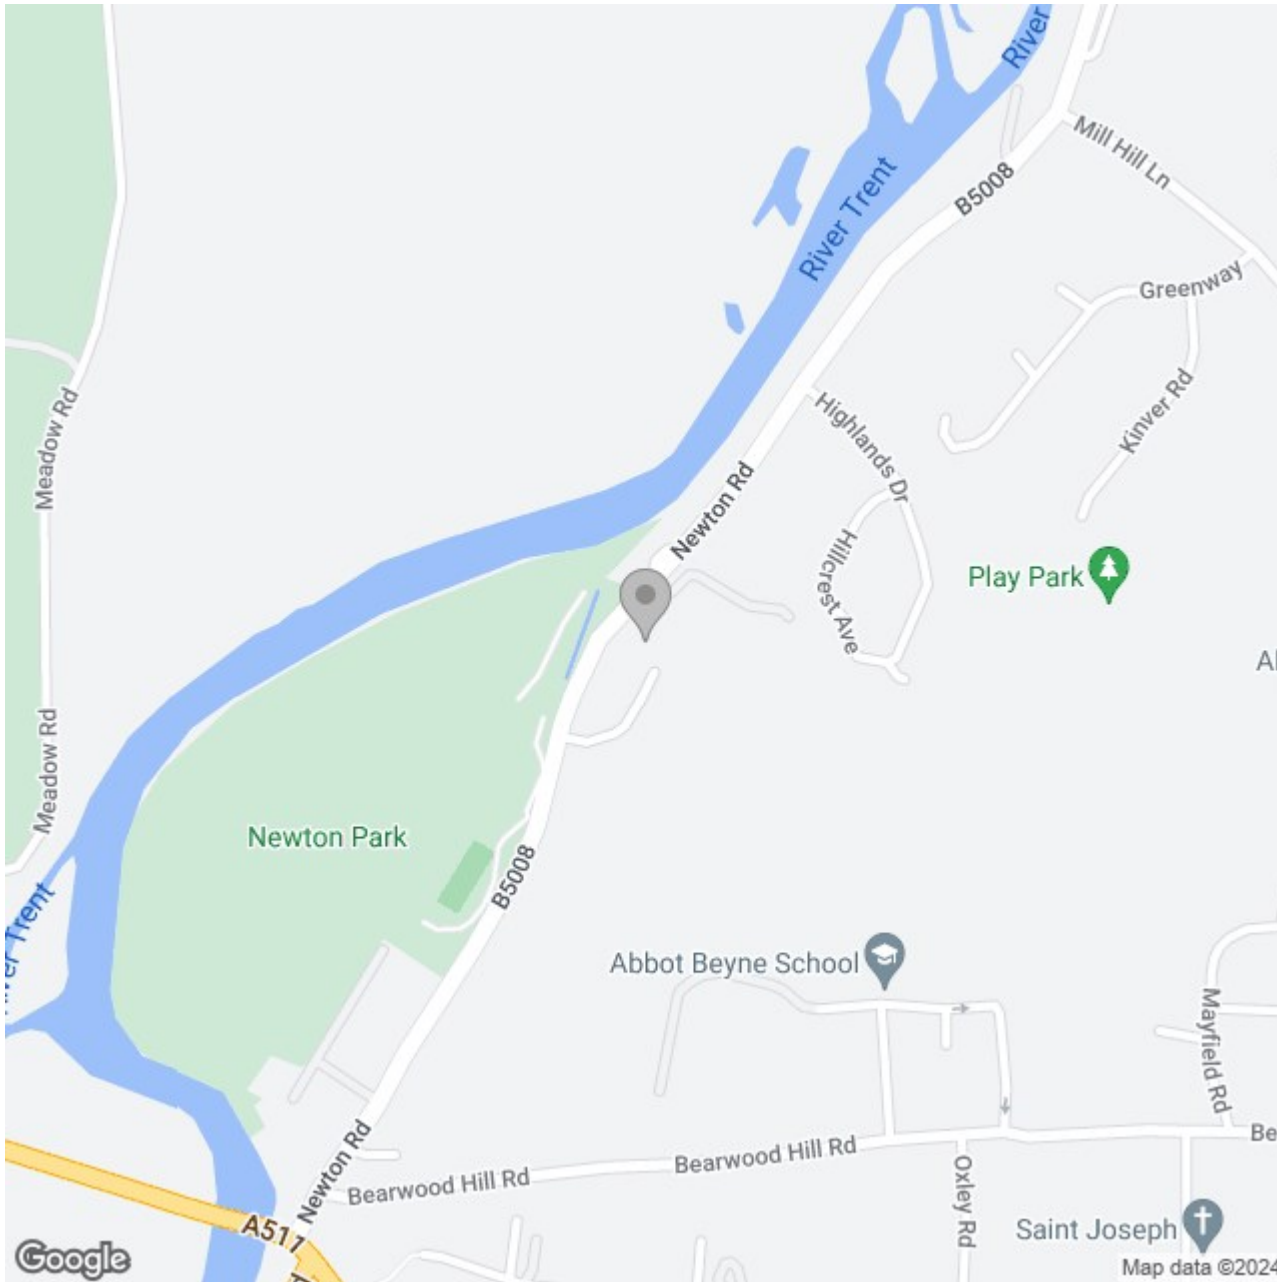 River
Mill Hill Ln
B5008
River Trent
Greenway
Meadow Rd
Highlands Dr
Kinver Rd
Newton Rd
Hillcrest Ave
Play Park
Meadow Rd
Newton Park
B5008
River Trent
Abbot Beyne School
Mayfield Rd
Newton Rd
Bearwood Hill Rd
Bearwood Hill Rd
Oxley Rd
A511
Saint Joseph
Google
Map data ©2024